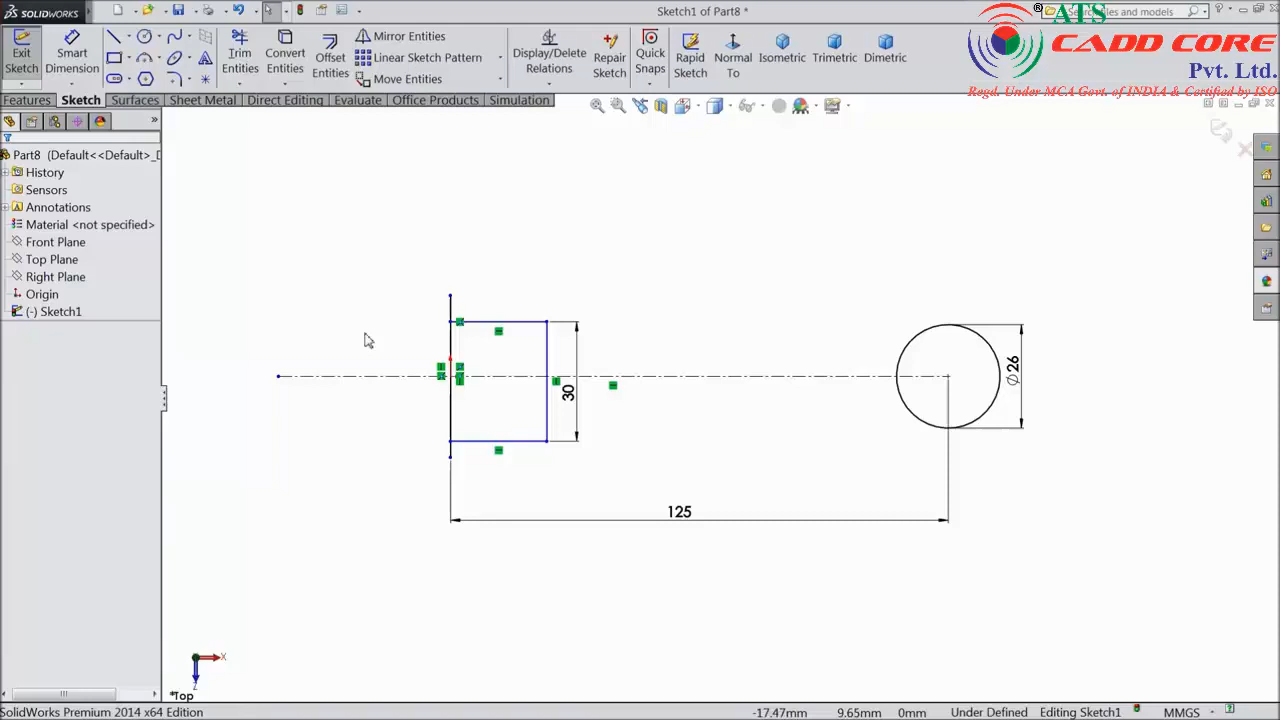 SOLIDWORKS
Sketch1 of Part8 *
Search files and models
® ATS
CADD CORE
Pvt. Ltd.
Regd. Under MCA Govt. of INDIA & Certified by ISO
Exit Sketch
Smart Dimension
Trim Entities
Convert Entities
Offset Entities
Mirror Entities
Linear Sketch Pattern
Move Entities
Display/Delete Relations
Repair Sketch
Quick Snaps
Rapid Sketch
Normal To
Isometric
Trimetric
Dimetric
Features Sketch Surfaces Sheet Metal Direct Editing Evaluate Office Products Simulation
Part8 (Default<<Default>_D
History
Sensors
Annotations
Material <not specified>
Front Plane
Top Plane
Right Plane
Origin
(-) Sketch1
30
∅26
125
X
Z
*Top
SolidWorks Premium 2014 x64 Edition
-17.47mm 9.65mm 0mm Under Defined Editing Sketch1 MMGS